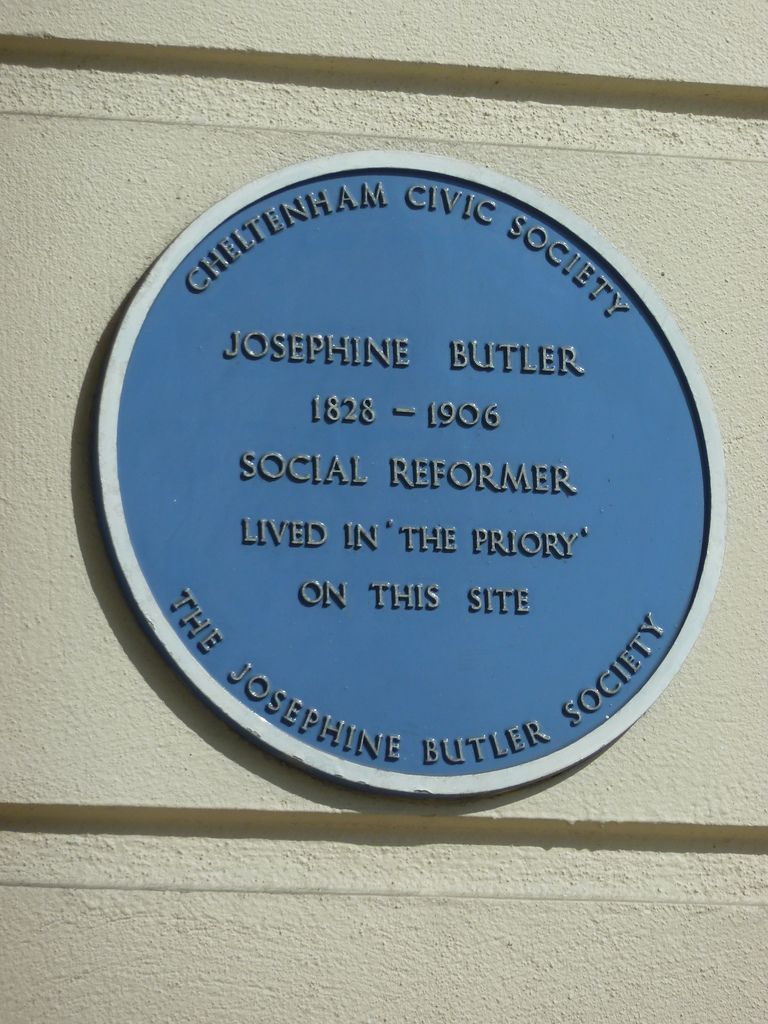 CHELTENHAM CIVIC SOCIETY
JOSEPHINE BUTLER
1828 – 1906
SOCIAL REFORMER
LIVED IN 'THE PRIORY'
ON THIS SITE
THE JOSEPHINE BUTLER SOCIETY